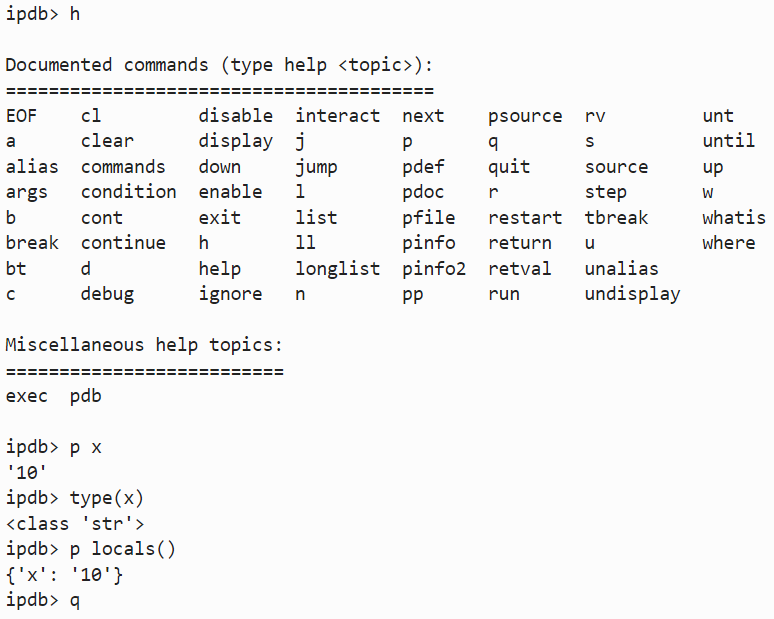 ipdb> h
Documented commands (type help <topic>):
========================================
EOF    cl         disable  interact  next    psource  rv         unt
a      clear      display  j         p       q        s          until
alias  commands   down     jump      pdef    quit     source     up
args   condition  enable   l         pdoc    r        step       w
b      cont       exit     list      pfile   restart  tbreak     whatis
break  continue   h        ll        pinfo   return   u          where
bt     d          help     longlist  pinfo2  retval   unalias
c      debug      ignore   n         pp      run      undisplay
Miscellaneous help topics:
==========================
exec  pdb
ipdb> p x
'10'
ipdb> type(x)
<class 'str'>
ipdb> p locals()
{'x': '10'}
ipdb> q